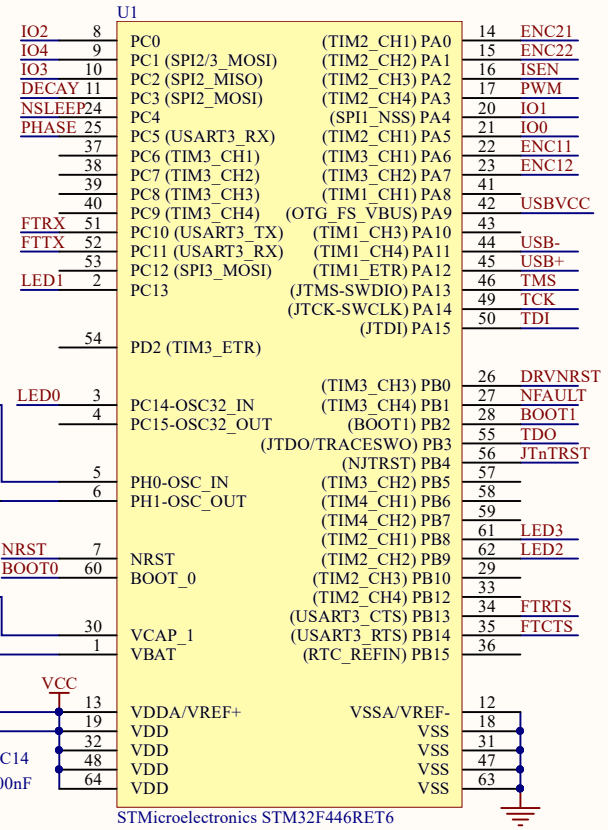 U1
IO2 8 PC0 (TIM2_CH1) PA0 14 ENC21
IO4 9 PC1 (SPI2/3_MOSI) (TIM2_CH2) PA1 15 ENC22
IO3 10 PC2 (SPI2_MISO) (TIM2_CH3) PA2 16 ISEN
DECAY 11 PC3 (SPI2_MOSI) (TIM2_CH4) PA3 17 PWM
NSLEEP 24 PC4 (SPI1_NSS) PA4 20 IO1
PHASE 25 PC5 (USART3_RX) (TIM2_CH1) PA5 21 IO0
37 PC6 (TIM3_CH1) (TIM3_CH1) PA6 22 ENC11
38 PC7 (TIM3_CH2) (TIM3_CH2) PA7 23 ENC12
39 PC8 (TIM3_CH3) (TIM1_CH1) PA8 41
40 PC9 (TIM3_CH4) (OTG_FS_VBUS) PA9 42 USBVCC
FTRX 51 PC10 (USART3_TX) (TIM1_CH3) PA10 43
FTTX 52 PC11 (USART3_RX) (TIM1_CH4) PA11 44 USB-
53 PC12 (SPI3_MOSI) (TIM1_ETR) PA12 45 USB+
LED1 2 PC13 (JTMS-SWDIO) PA13 46 TMS
(JTCK-SWCLK) PA14 49 TCK
(JTDI) PA15 50 TDI
54 PD2 (TIM3_ETR)
(TIM3_CH3) PB0 26 DRVNRST
LED0 3 PC14-OSC32_IN (TIM3_CH4) PB1 27 NFAULT
4 PC15-OSC32_OUT (BOOT1) PB2 28 BOOT1
(JTDO/TRACESWO) PB3 55 TDO
(NJTRST) PB4 56 JTnTRST
5 PH0-OSC_IN (TIM3_CH2) PB5 57
6 PH1-OSC_OUT (TIM4_CH1) PB6 58
(TIM4_CH2) PB7 59
(TIM2_CH1) PB8 61 LED3
NRST 7 NRST (TIM2_CH2) PB9 62 LED2
BOOT0 60 BOOT_0 (TIM2_CH3) PB10 29
(TIM2_CH4) PB12 33
(USART3_CTS) PB13 34 FTRTS
30 VCAP_1 (USART3_RTS) PB14 35 FTCTS
1 VBAT (RTC_REFIN) PB15 36
VCC
13 VDDA/VREF+ VSSA/VREF- 12
19 VDD VSS 18
32 VDD VSS 31
C14 48 VDD VSS 47
00nF 64 VDD VSS 63
STMicroelectronics STM32F446RET6